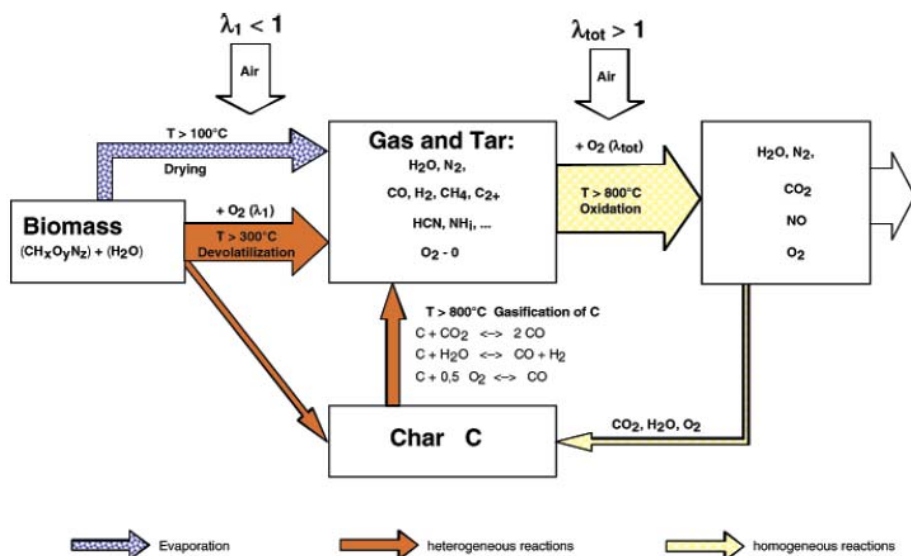 λ₁ < 1
λtot > 1
Air
Air
T > 100°C
Drying
Gas and Tar:
H₂O, N₂,
CO, H₂, CH₄, C₂₊
HCN, NHᵢ, ...
O₂ - 0
+ O₂ (λtot)
T > 800°C
Oxidation
H₂O, N₂,
CO₂
NO
O₂
Biomass
(CHₓOyNz) + (H₂O)
+ O₂ (λ₁)
T > 300°C
Devolatilization
T > 800°C Gasification of C
C + CO₂ <-> 2 CO
C + H₂O <-> CO + H₂
C + 0,5 O₂ <-> CO
Char C
CO₂, H₂O, O₂
Evaporation
heterogeneous reactions
homogeneous reactions